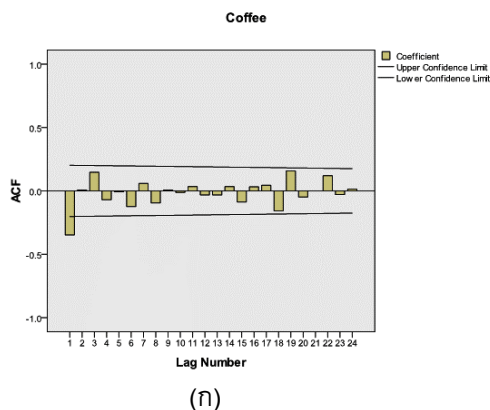 Coffee
1.0
0.5
0.0
-0.5
-1.0
ACF
1 2 3 4 5 6 7 8 9 10 11 12 13 14 15 16 17 18 19 20 21 22 23 24
Lag Number
Coefficient
Upper Confidence Limit
Lower Confidence Limit
(ก)